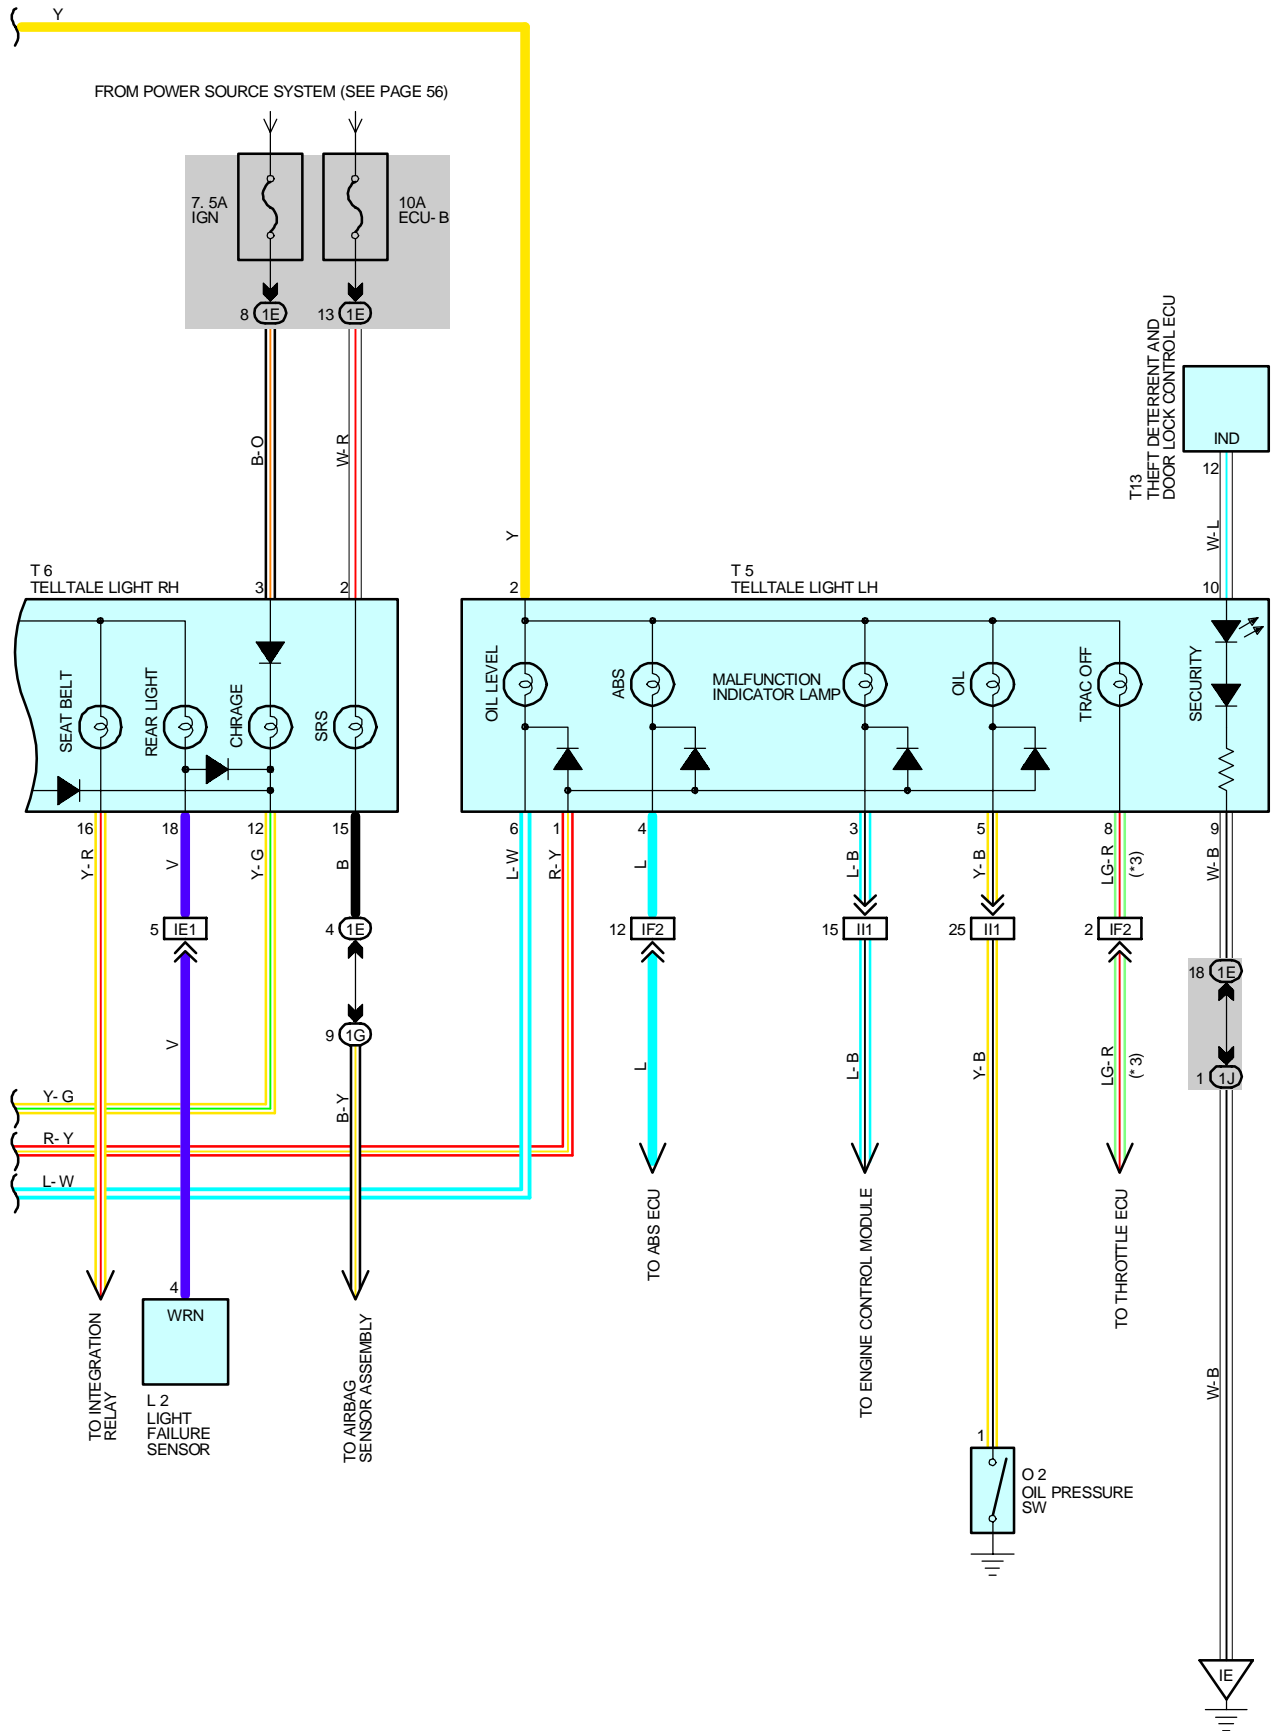 Y
FROM POWER SOURCE SYSTEM (SEE PAGE 56)
7. 5A
IGN
10A
ECU- B
8 1E
13 1E
B- O
W- R
Y
T13
THEFT DETERRENT AND
DOOR LOCK CONTROL ECU
IND
12
W- L
T 6
TELLTALE LIGHT RH
3
2
2
T 5
TELLTALE LIGHT LH
10
SEAT BELT
REAR LIGHT
CHRAGE
SRS
OIL LEVEL
ABS
MALFUNCTION
INDICATOR LAMP
OIL
TRAC OFF
SECURITY
16
18
12
15
6
1
4
3
5
8
9
Y- R
V
Y- G
B
L- W
R- Y
L
L- B
Y- B
LG- R
(*3)
W- B
5 IE1
4 1E
12 IF2
15 II1
25 II1
2 IF2
18 1E
9 1G
1 1J
V
B- Y
L
L- B
Y- B
LG- R
(* 3)
Y- G
R- Y
L- W
TO ABS ECU
TO ENGINE CONTROL MODULE
TO THROTTLE ECU
4
WRN
TO INTEGRATION
RELAY
L 2
LIGHT
FAILURE
SENSOR
TO AIRBAG
SENSOR ASSEMBLY
W- B
1
O 2
OIL PRESSURE
SW
IE